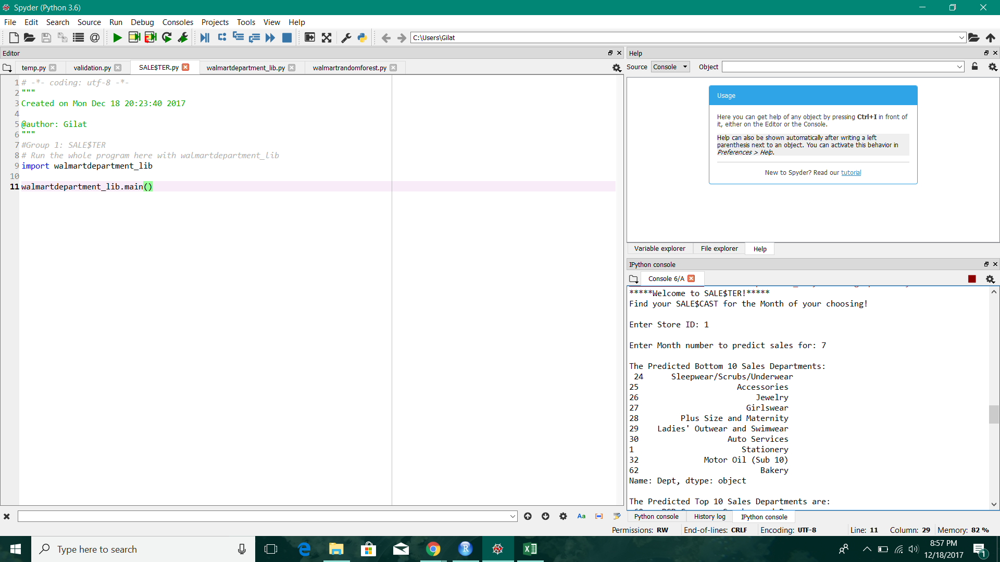 Spyder (Python 3.6)
File Edit Search Source Run Debug Consoles Projects Tools View Help
C:\Users\Gilat
Editor
temp.py validation.py SALE$TER.py walmartdepartment_lib.py walmartrandomforest.py
1 # -*- coding: utf-8 -*-
2 """
3 Created on Mon Dec 18 20:23:40 2017
4
5 @author: Gilat
6 """
7 #Group 1: SALE$TER
8 # Run the whole program here with walmartdepartment_lib
9 import walmartdepartment_lib
10
11 walmartdepartment_lib.main()
Aa
Help
Source Console Object
Usage
Here you can get help of any object by pressing Ctrl+I in front of
it, either on the Editor or the Console.
Help can also be shown automatically after writing a left
parenthesis next to an object. You can activate this behavior in
Preferences > Help.
New to Spyder? Read our tutorial
Variable explorer File explorer Help
IPython console
Console 6/A
*****Welcome to SALE$TER!*****
Find your SALE$CAST for the Month of your choosing!
Enter Store ID: 1
Enter Month number to predict sales for: 7
The Predicted Bottom 10 Sales Departments:
24 Sleepwear/Scrubs/Underwear
25 Accessories
26 Jewelry
27 Girlswear
28 Plus Size and Maternity
29 Ladies' Outwear and Swimwear
30 Auto Services
1 Stationery
32 Motor Oil (Sub 10)
62 Bakery
Name: Dept, dtype: object
The Predicted Top 10 Sales Departments are:
Python console History log IPython console
Permissions: RW End-of-lines: CRLF Encoding: UTF-8 Line: 11 Column: 29 Memory: 82 %
Type here to search
R
8:57 PM
12/18/2017
1